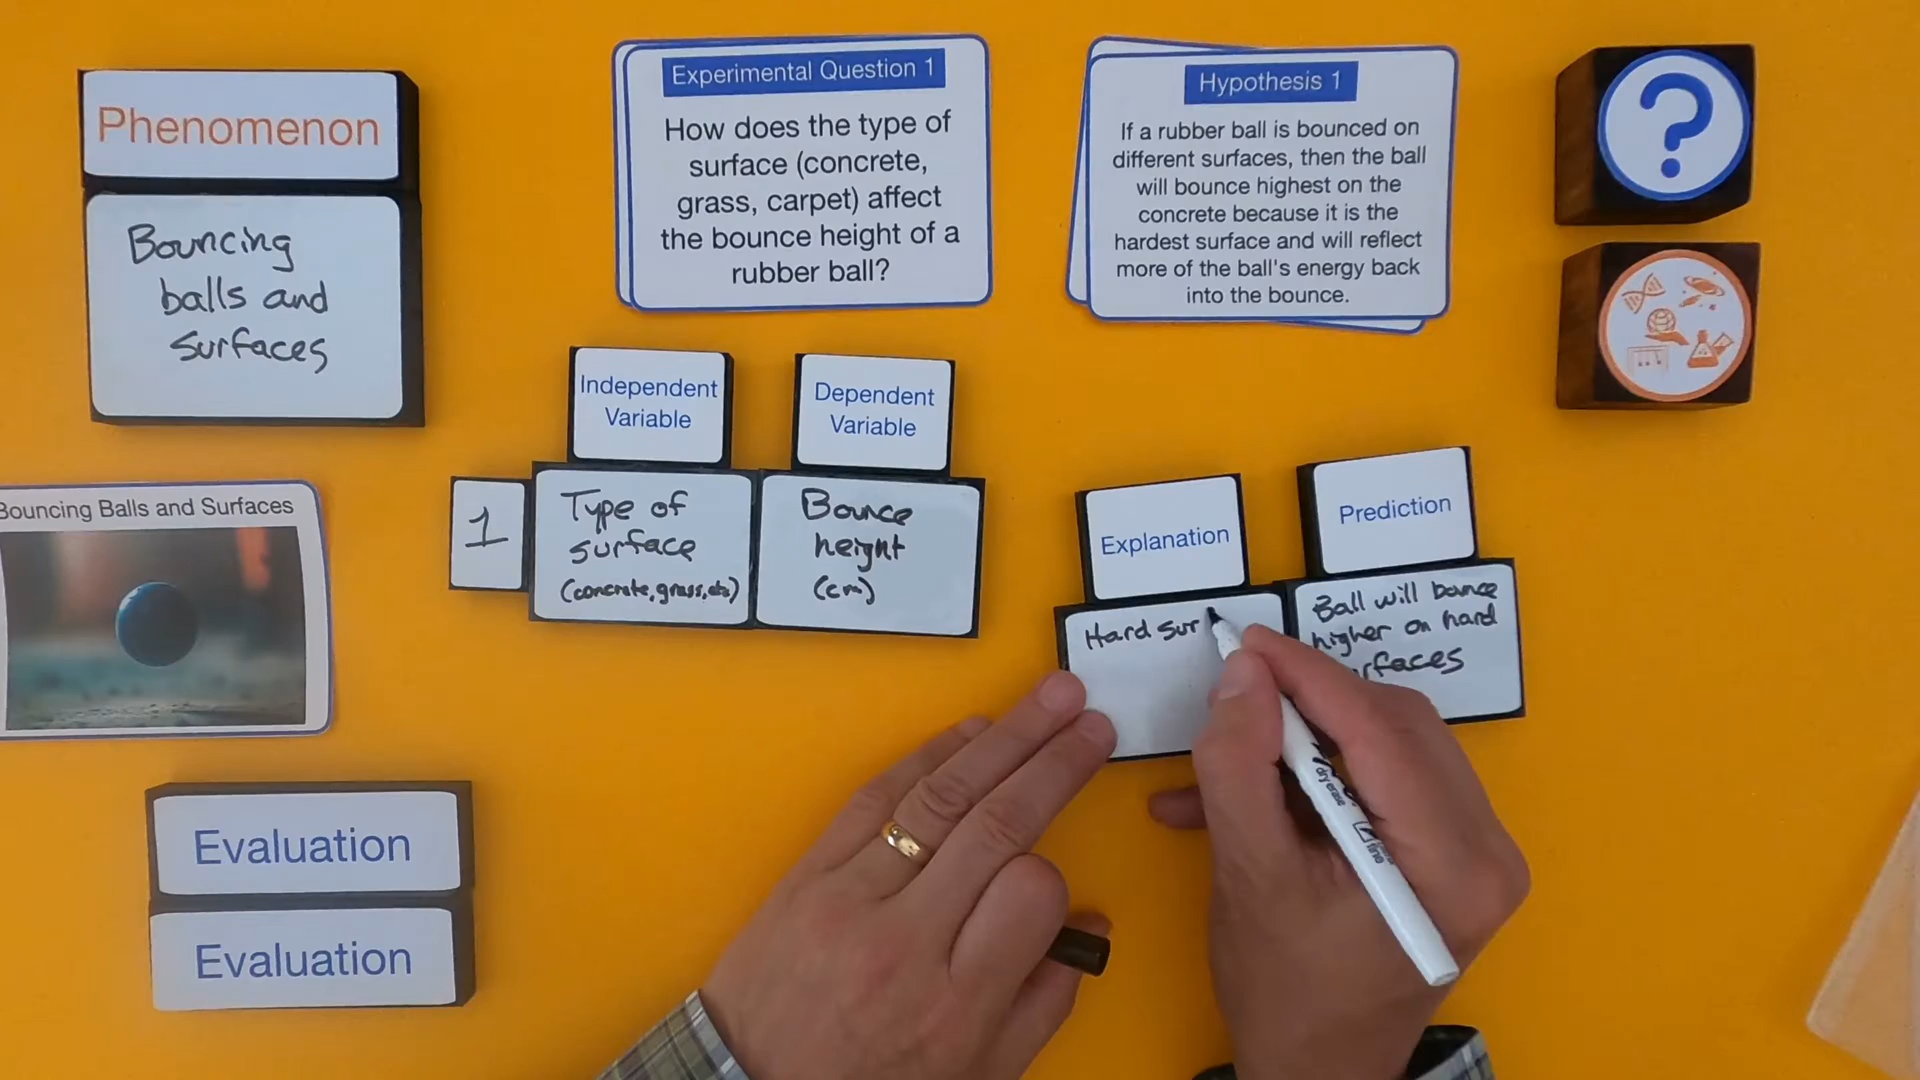 Phenomenon
Bouncing
balls and
surfaces
Experimental Question 1
How does the type of
surface (concrete,
grass, carpet) affect
the bounce height of a
rubber ball?
Hypothesis 1
If a rubber ball is bounced on
different surfaces, then the ball
will bounce highest on the
concrete because it is the
hardest surface and will reflect
more of the ball's energy back
into the bounce.
?
Independent
Variable
Dependent
Variable
1
Type of
surface
(concrete, grass, etc)
Bounce
height
(cm)
Explanation
Hard sur
Prediction
Ball will bounce
higher on hard
rfaces
Bouncing Balls and Surfaces
Evaluation
Evaluation
dry erase
fine